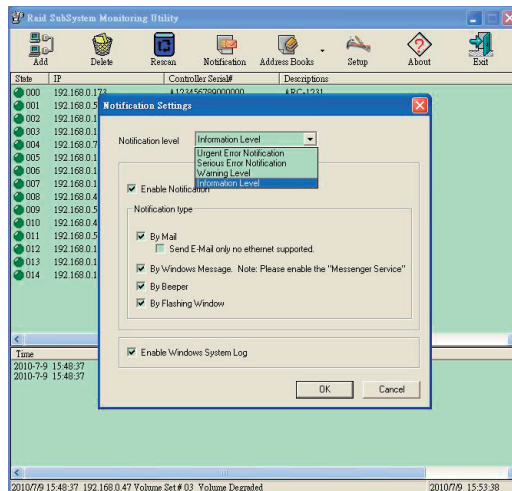 Raid SubSystem Monitoring Utility
Add Delete Rescan Notification Address Books Setup About Exit
State IP Controller Serial# Descriptions
000 192.168.0.173 A123456789000000 ARC-1231
001 192.168.0.5
002 192.168.0.1
003 192.168.0.1
004 192.168.0.7
005 192.168.0.1
006 192.168.0.1
007 192.168.0.1
008 192.168.0.4
009 192.168.0.5
010 192.168.0.4
011 192.168.0.5
012 192.168.0.1
013 192.168.0.1
014 192.168.0.1
Notification Settings
Notification level Information Level
Urgent Error Notification
Serious Error Notification
Warning Level
Information Level
Enable Notification
Notification type
By Mail
Send E-Mail only no ethernet supported.
By Windows Message. Note: Please enable the "Messenger Service"
By Beeper
By Flashing Window
Enable Windows System Log
OK Cancel
Time
2010-7-9 15:48:37
2010-7-9 15:48:37
2010/7/9 15:48:37 192.168.0.47 Volume Set # 03 Volume Degraded 2010/7/9 15:53:38